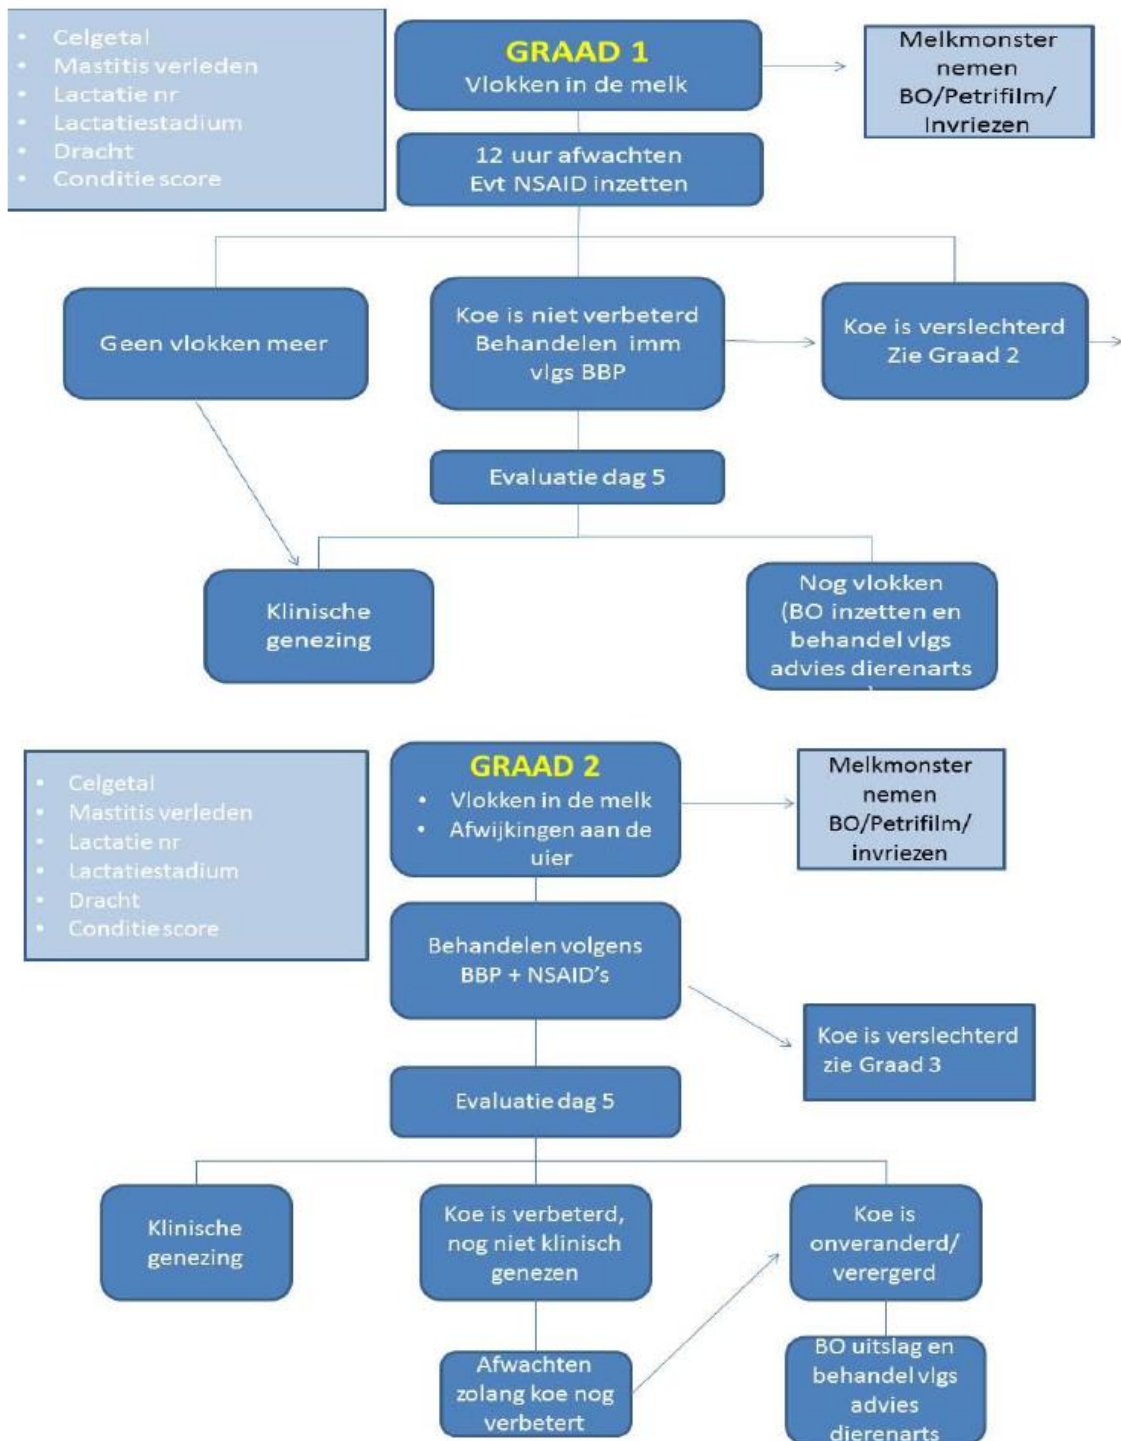 • Celgetal
• Mastitis verleden
• Lactatie nr
• Lactatiestadium
• Dracht
• Conditie score
GRAAD 1
Vlokken in de melk
Melkmonster
nemen
BO/Petrifilm/
Invriezen
12 uur afwachten
Evt NSAID inzetten
Geen vlokken meer
Koe is niet verbeterd
Behandelen imm
vlgs BBP
Koe is verslechterd
Zie Graad 2
Evaluatie dag 5
Klinische
genezing
Nog vlokken
(BO inzetten en
behandel vlgs
advies dierenarts
)
• Celgetal
• Mastitis verleden
• Lactatie nr
• Lactatiestadium
• Dracht
• Conditie score
GRAAD 2
• Vlokken in de melk
• Afwijkingen aan de
uier
Melkmonster
nemen
BO/Petrifilm/
invriezen
Behandelen volgens
BBP + NSAID's
Koe is verslechterd
zie Graad 3
Evaluatie dag 5
Klinische
genezing
Koe is verbeterd,
nog niet klinisch
genezen
Koe is
onveranderd/
verergerd
Afwachten
zolang koe nog
verbetert
BO uitslag en
behandel vlgs
advies
dierenarts